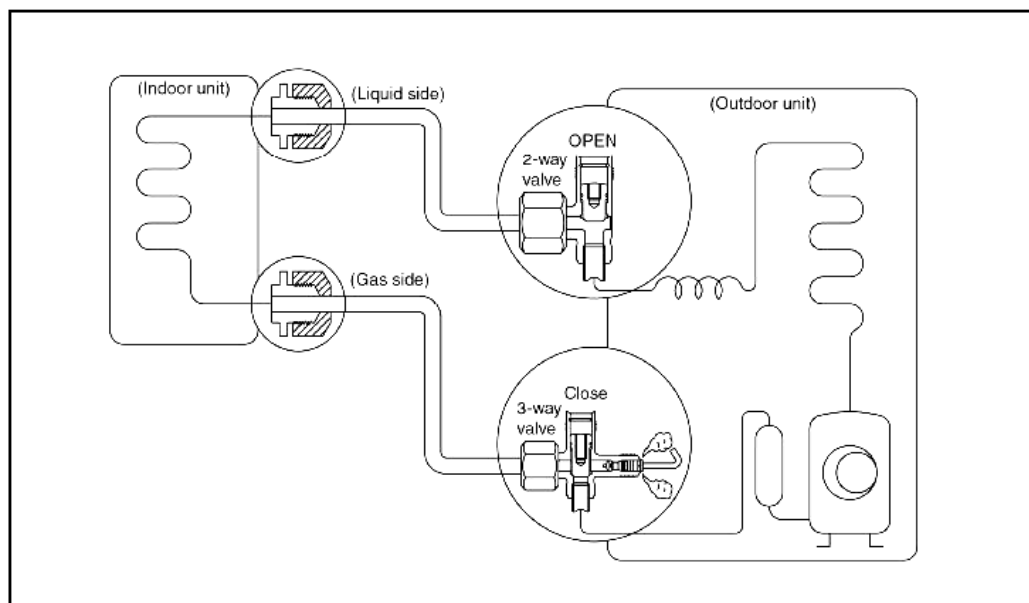 (Indoor unit)
(Liquid side)
(Outdoor unit)
OPEN
2-way
valve
(Gas side)
Close
3-way
valve